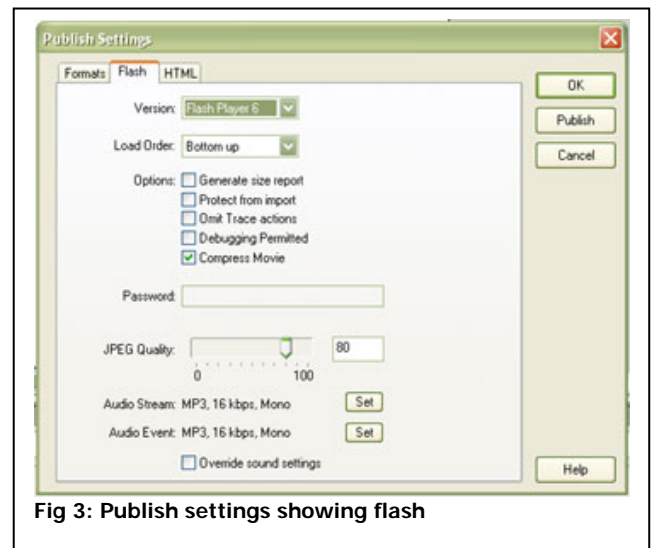 Publish Settings
Formats Flash HTML
OK
Version: Flash Player 6
Publish
Load Order: Bottom up
Cancel
Options: Generate size report
Protect from import
Omit Trace actions
Debugging Permitted
Compress Movie
Password:
JPEG Quality: 80
0 100
Audio Stream: MP3, 16 kbps, Mono Set
Audio Event: MP3, 16 kbps, Mono Set
Override sound settings
Help
Fig 3: Publish settings showing flash